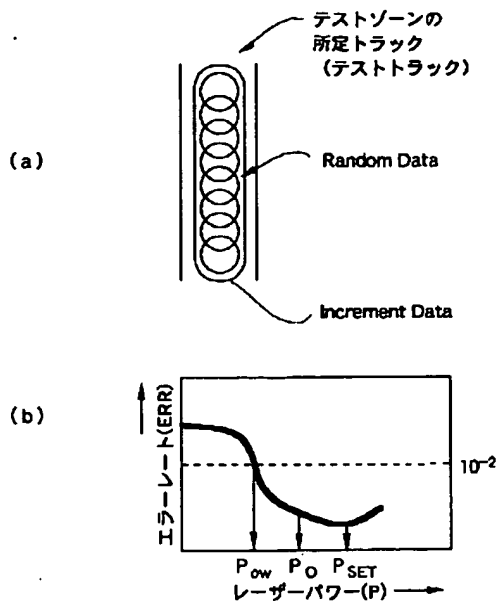 テストゾーンの
所定トラック
(テストトラック)
(a)
Random Data
Increment Data
(b)
エラーレート(ERR)
10⁻²
P_OW P_O P_SET
レーザーパワー(P)